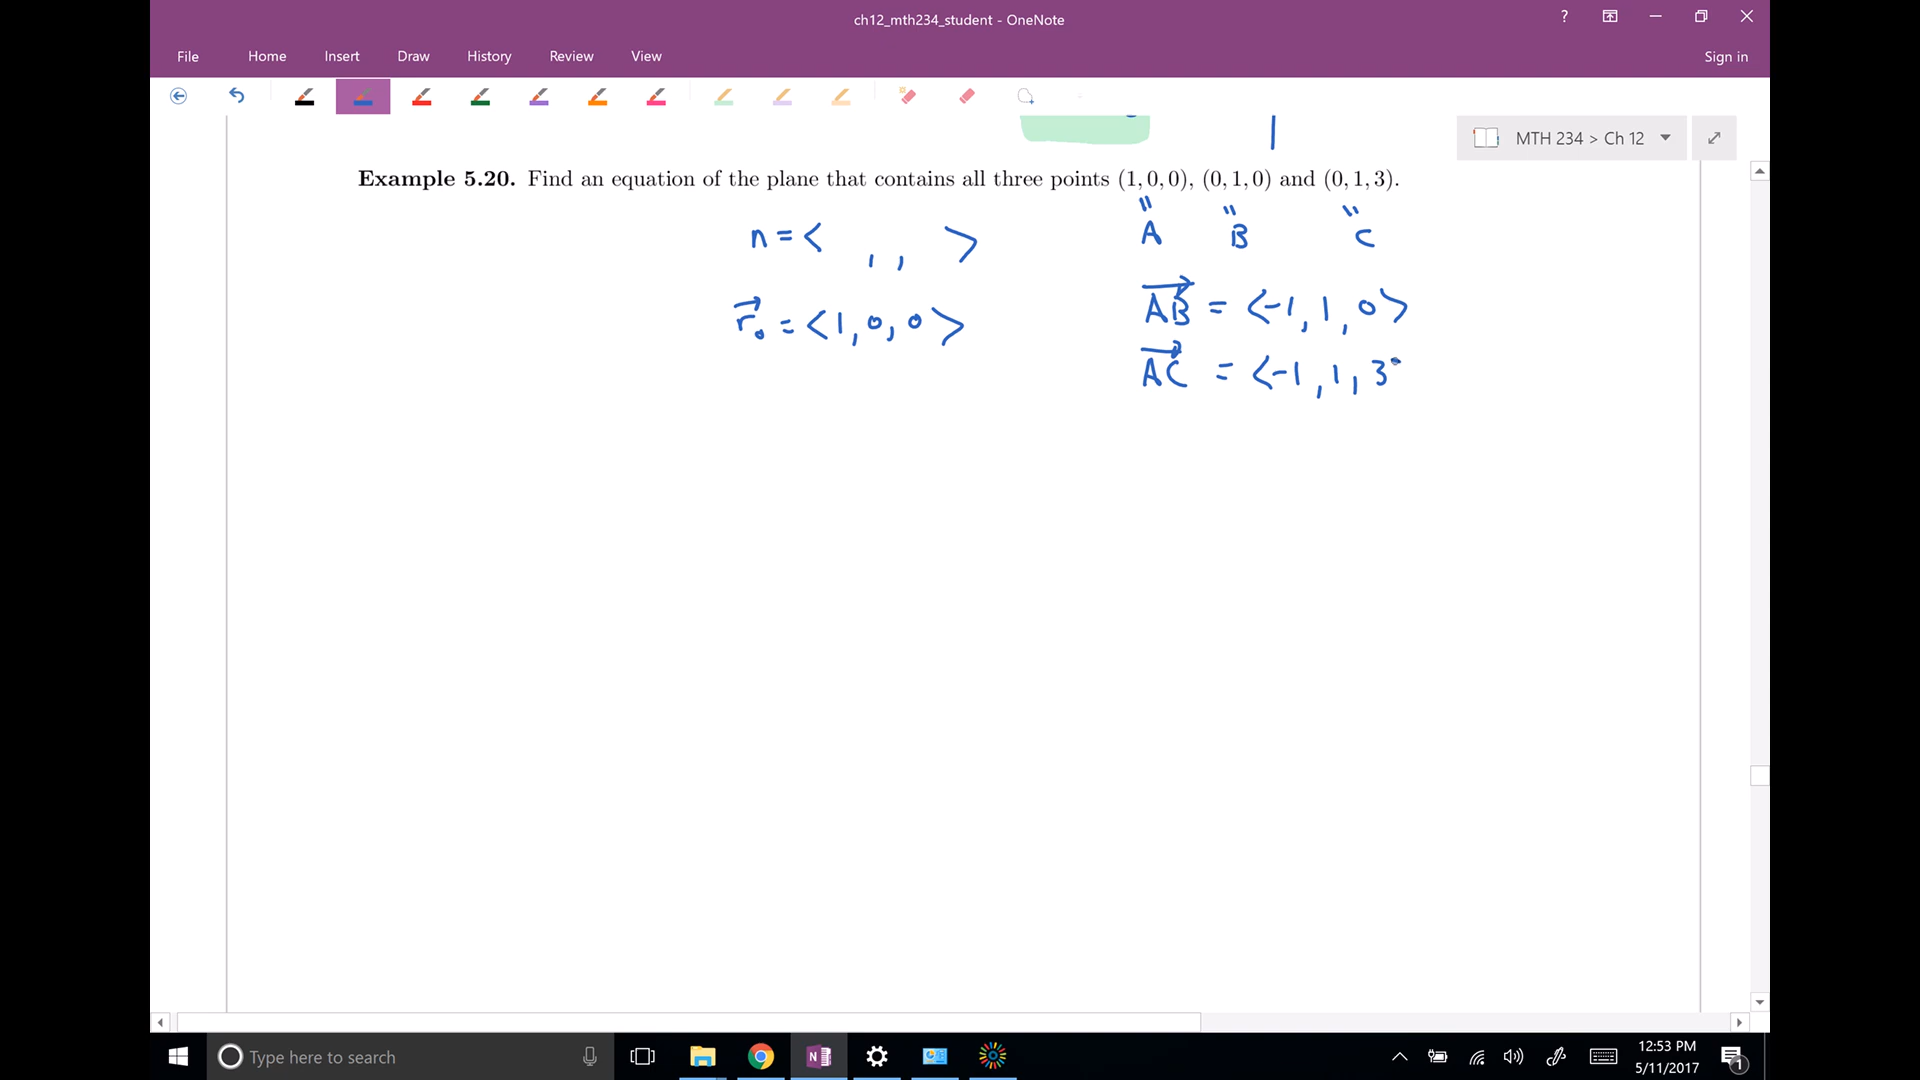 ch12_mth234_student - OneNote
?
File Home Insert Draw History Review View Sign in
MTH 234 > Ch 12
Example 5.20. Find an equation of the plane that contains all three points (1, 0, 0), (0, 1, 0) and (0, 1, 3).
" " "
A B C
n = < , , >
AB = <-1, 1, 0>
r₀ = <1, 0, 0>
AC = <-1, 1, 3
Type here to search
12:53 PM
5/11/2017
1